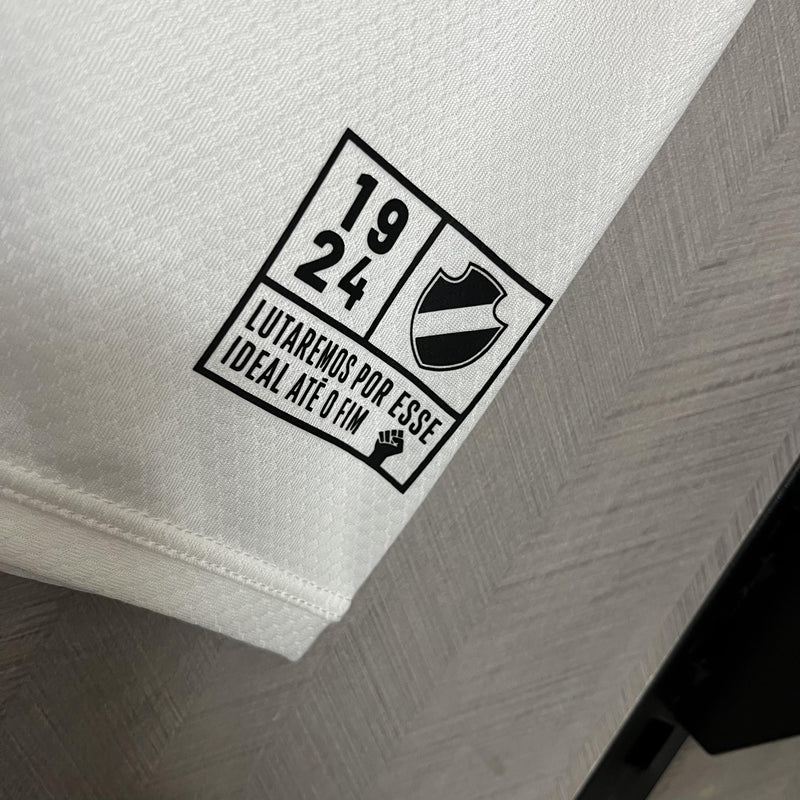 19
24
LUTAREMOS POR ESSE
IDEAL ATÉ O FIM